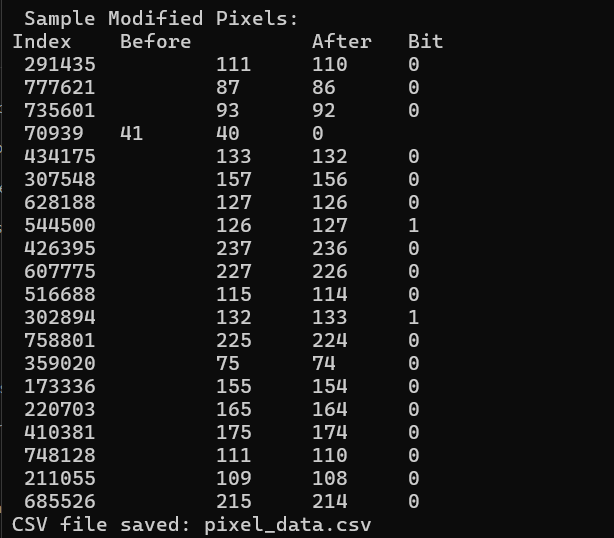 Sample Modified Pixels:
Index Before After Bit
291435 111 110 0
777621 87 86 0
735601 93 92 0
70939 41 40 0
434175 133 132 0
307548 157 156 0
628188 127 126 0
544500 126 127 1
426395 237 236 0
607775 227 226 0
516688 115 114 0
302894 132 133 1
758801 225 224 0
359020 75 74 0
173336 155 154 0
220703 165 164 0
410381 175 174 0
748128 111 110 0
211055 109 108 0
685526 215 214 0
CSV file saved: pixel_data.csv